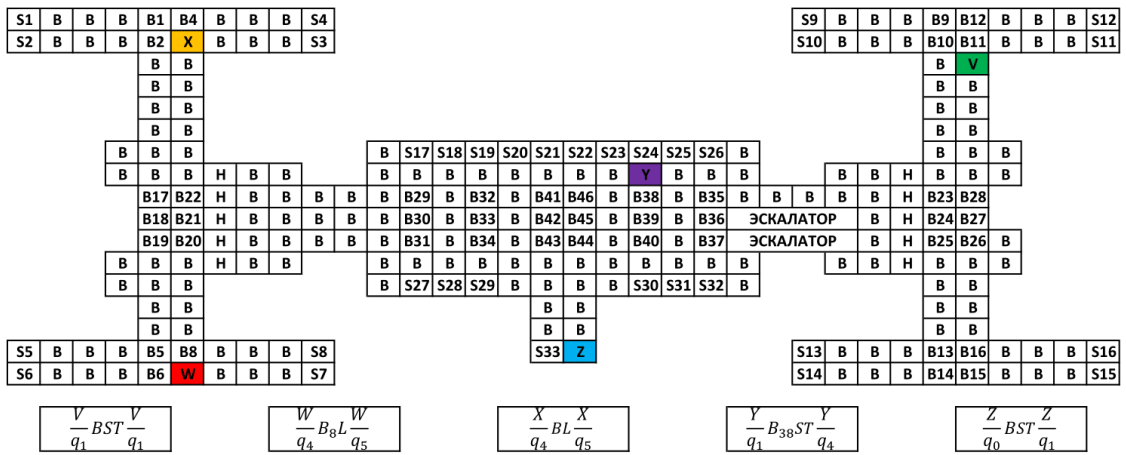 S1 B B B B1 B4 B B B S4 S9 B B B B9 B12 B B B S12
S2 B B B B2 X B B B S3 S10 B B B B10 B11 B B B S11
B B B V
B B B B
B B B B
B B B B
B B B B S17 S18 S19 S20 S21 S22 S23 S24 S25 S26 B B B B
B B B H B B B B B B B B B B Y B B B B B H B B B
B17 B22 H B B B B B B29 B B32 B B41 B46 B B38 B B35 B B B B B H B23 B28
B18 B21 H B B B B B B30 B B33 B B42 B45 B B39 B B36 ЭСКАЛАТОР B H B24 B27
B19 B20 H B B B B B B31 B B34 B B43 B44 B B40 B B37 ЭСКАЛАТОР B H B25 B26 B
B B B H B B B B B B B B B B B B B B B B H B B B
B B B B S27 S28 S29 B B B B S30 S31 S32 B B B B
B B B B B B
B B B B B B
S5 B B B B5 B8 B B B S8 S33 Z S13 B B B B13 B16 B B B S16
S6 B B B B6 W B B B S7 S14 B B B B14 B15 B B B S15
V/q₁ BST V/q₁ W/q₄ B₈L W/q₅ X/q₄ BL X/q₅ Y/q₁ B₃₈ST Y/q₄ Z/q₀ BST Z/q₁